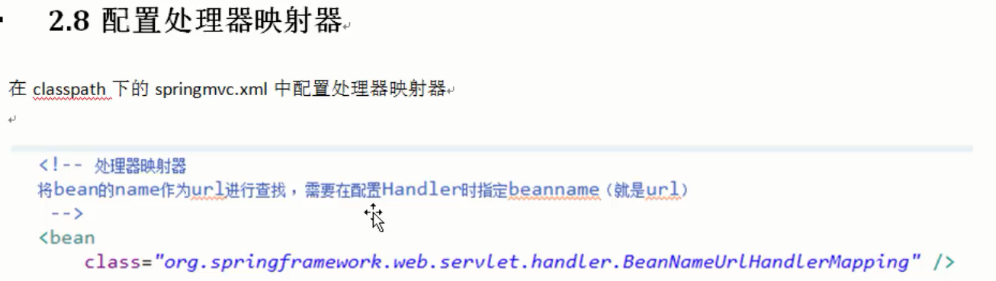 2.8 配置处理器映射器
在 classpath 下的 springmvc.xml 中配置处理器映射器
<!-- 处理器映射器
将bean的name作为url进行查找，需要在配置Handler时指定beanname（就是url）
-->
<bean
class="org.springframework.web.servlet.handler.BeanNameUrlHandlerMapping" />